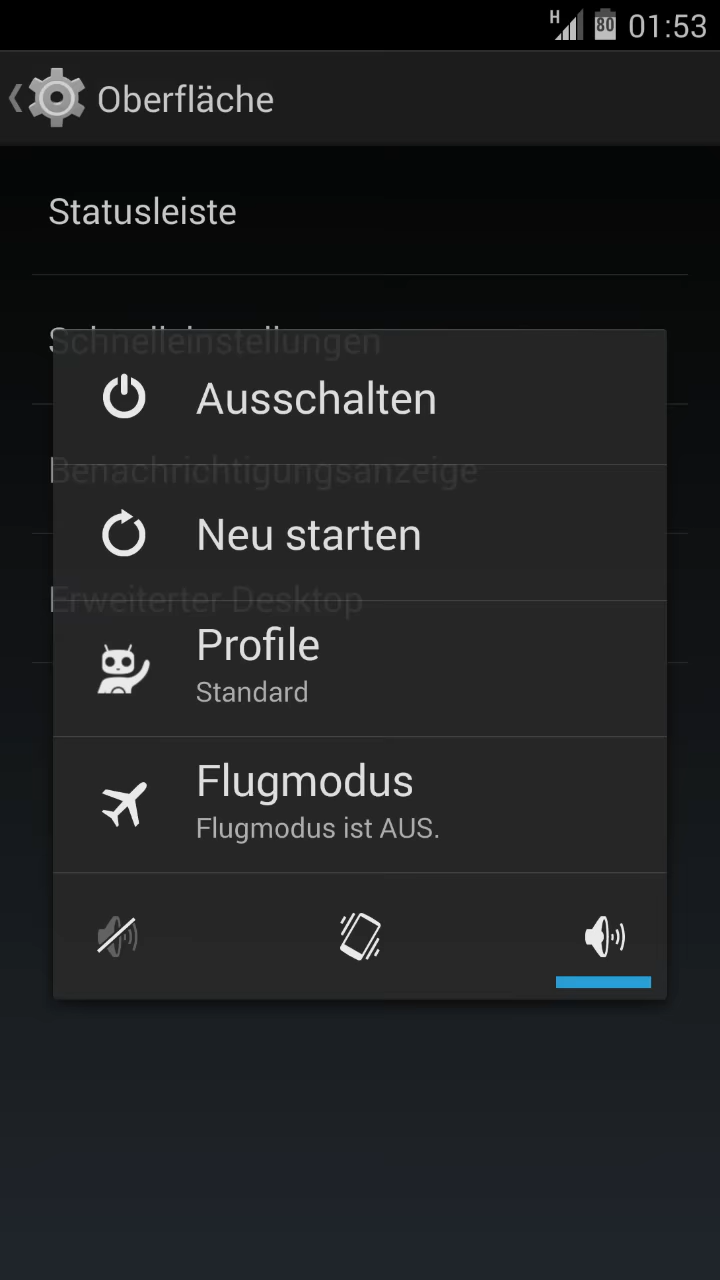 H 80 01:53
Oberfläche
Statusleiste
Schnelleinstellungen
Ausschalten
Benachrichtigungsanzeige
Neu starten
Erweiterter Desktop
Profile
Standard
Flugmodus
Flugmodus ist AUS.